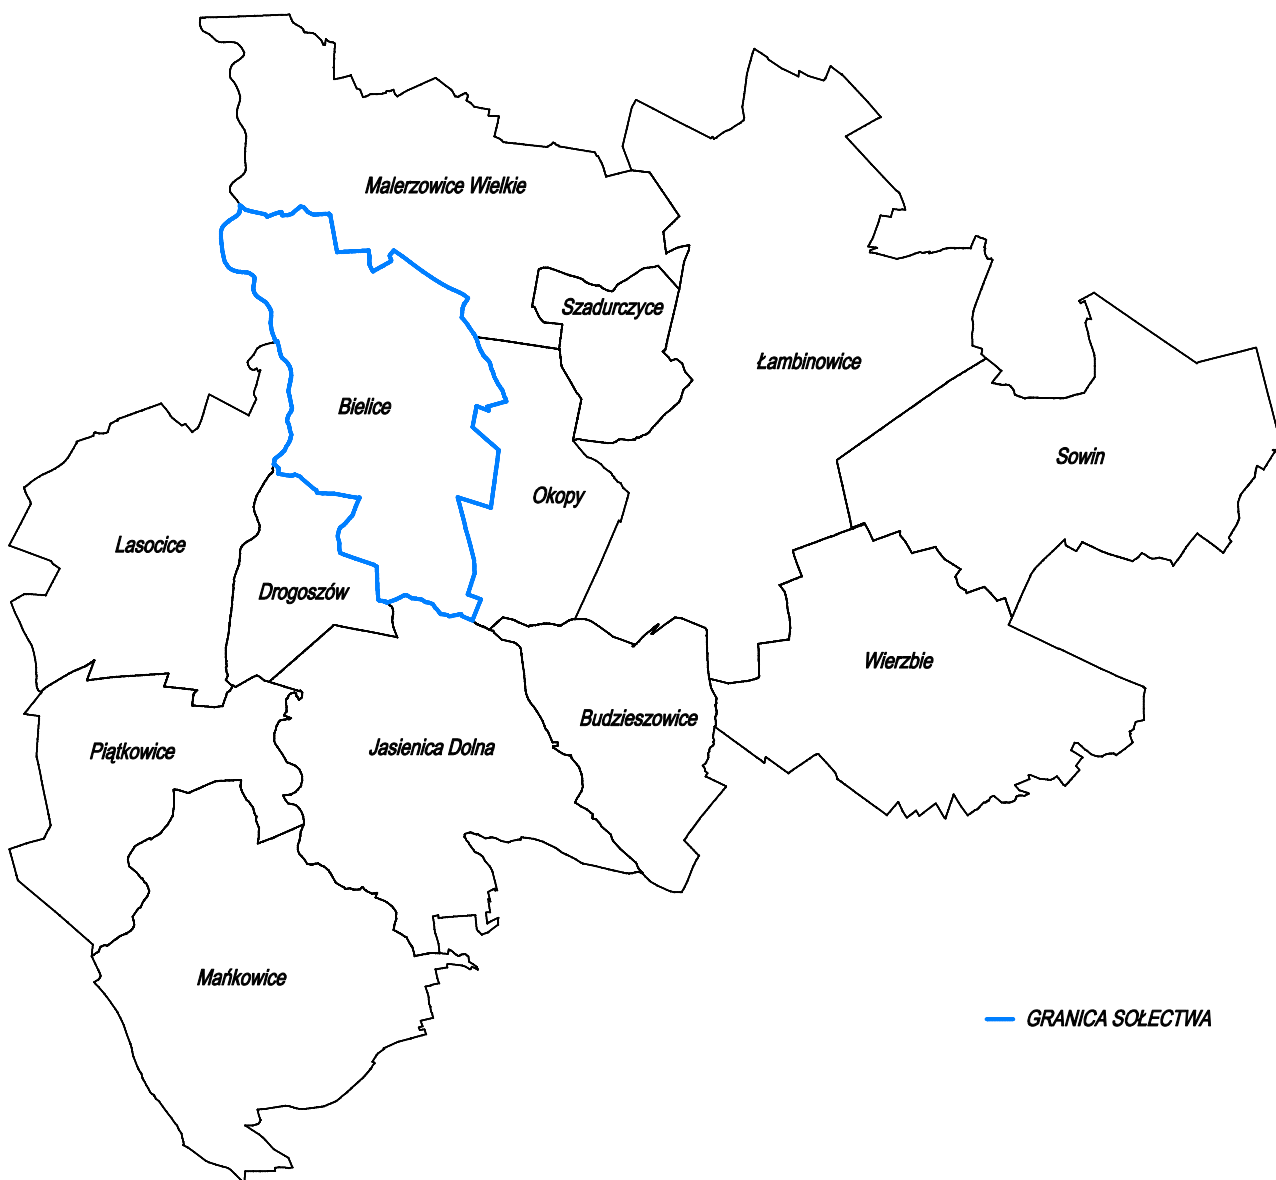 Malerzowice Wielkie
Szadurczyce
Łambinowice
Bielice
Sowin
Okopy
Lasocice
Drogoszów
Wierzbie
Budzieszowice
Jasienica Dolna
Piątkowice
Mańkowice
GRANICA SOŁECTWA